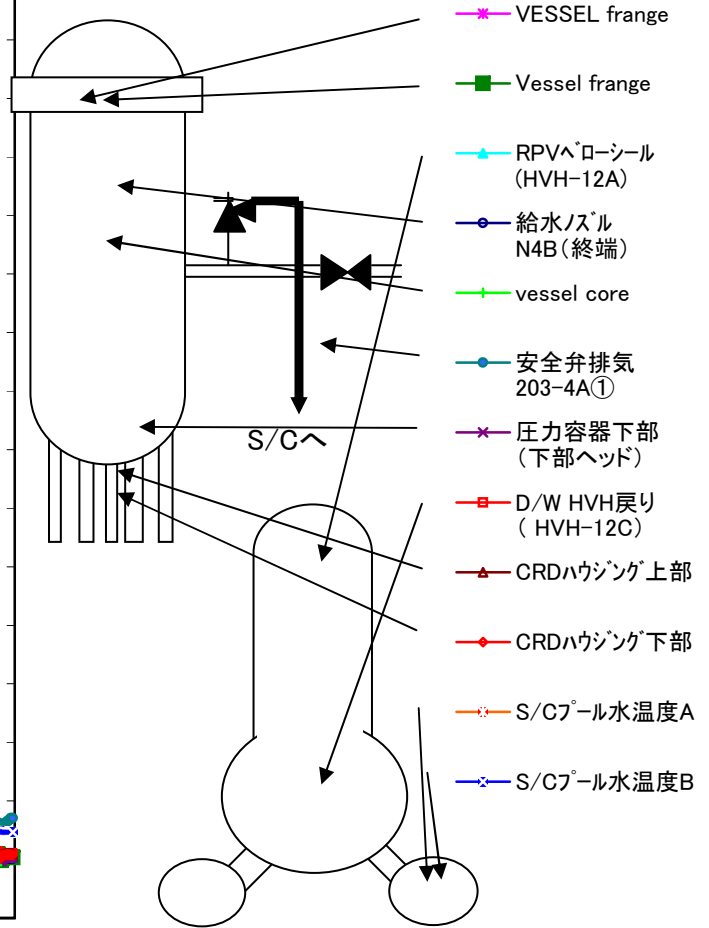 VESSEL frange
Vessel frange
RPVベローシール
(HVH-12A)
給水ノズル
N4B(終端)
vessel core
安全弁排気
203-4A①
圧力容器下部
(下部ヘッド)
D/W HVH戻り
( HVH-12C)
CRDハウジング上部
CRDハウジング下部
S/Cプール水温度A
S/Cプール水温度B
S/Cへ